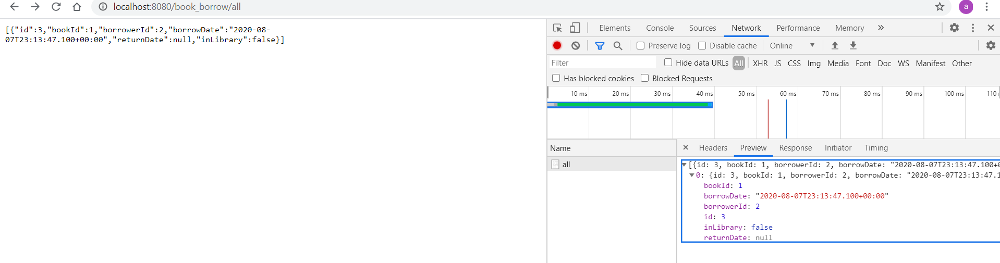 localhost:8080/book_borrow/all
a
[{"id":3,"bookId":1,"borrowerId":2,"borrowDate":"2020-08-
07T23:13:47.100+00:00","returnDate":null,"inLibrary":false}]
Elements Console Sources Network Performance Memory »
Preserve log Disable cache Online
Filter Hide data URLs All XHR JS CSS Img Media Font Doc WS Manifest Other
Has blocked cookies Blocked Requests
10 ms 20 ms 30 ms 40 ms 50 ms 60 ms 70 ms 80 ms 90 ms 100 ms 110
Name
all
Headers Preview Response Initiator Timing
[{id: 3, bookId: 1, borrowerId: 2, borrowDate: "2020-08-07T23:13:47.100+0
0: {id: 3, bookId: 1, borrowerId: 2, borrowDate: "2020-08-07T23:13:47.1
bookId: 1
borrowDate: "2020-08-07T23:13:47.100+00:00"
borrowerId: 2
id: 3
inLibrary: false
returnDate: null